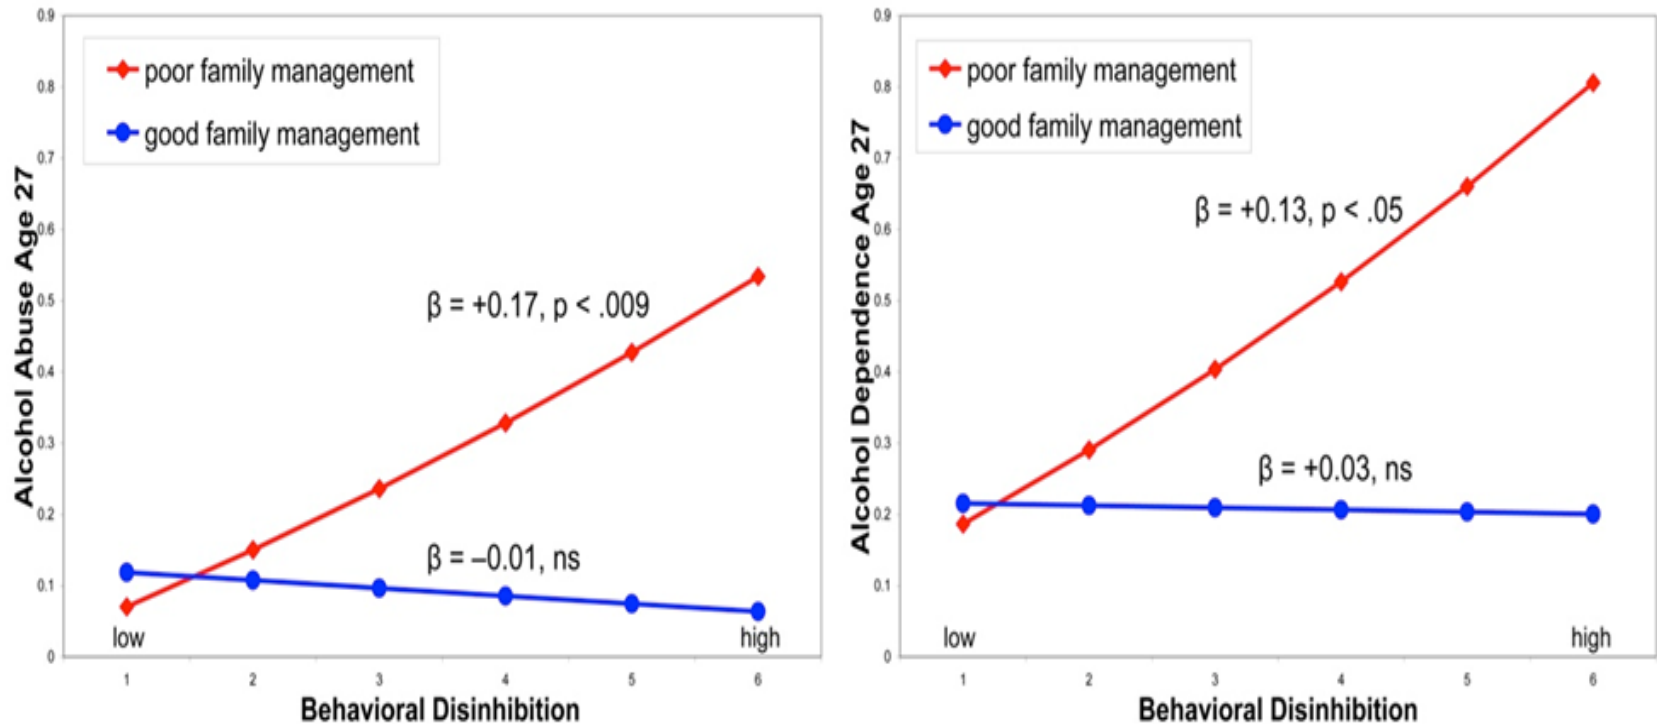 0.9
0.8
0.7
0.6
0.5
0.4
0.3
0.2
0.1
0
Alcohol Abuse Age 27
poor family management
good family management
β = +0.17, p < .009
β = –0.01, ns
low
high
1 2 3 4 5 6
Behavioral Disinhibition
0.9
0.8
0.7
0.6
0.5
0.4
0.3
0.2
0.1
0
Alcohol Dependence Age 27
poor family management
good family management
β = +0.13, p < .05
β = +0.03, ns
low
high
1 2 3 4 5 6
Behavioral Disinhibition